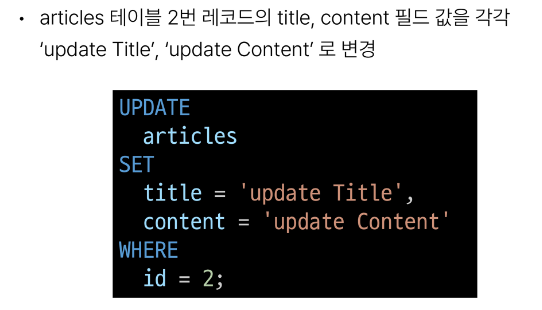 • articles 테이블 2번 레코드의 title, content 필드 값을 각각
‘update Title’, ‘update Content’ 로 변경
UPDATE
articles
SET
title = 'update Title',
content = 'update Content'
WHERE
id = 2;